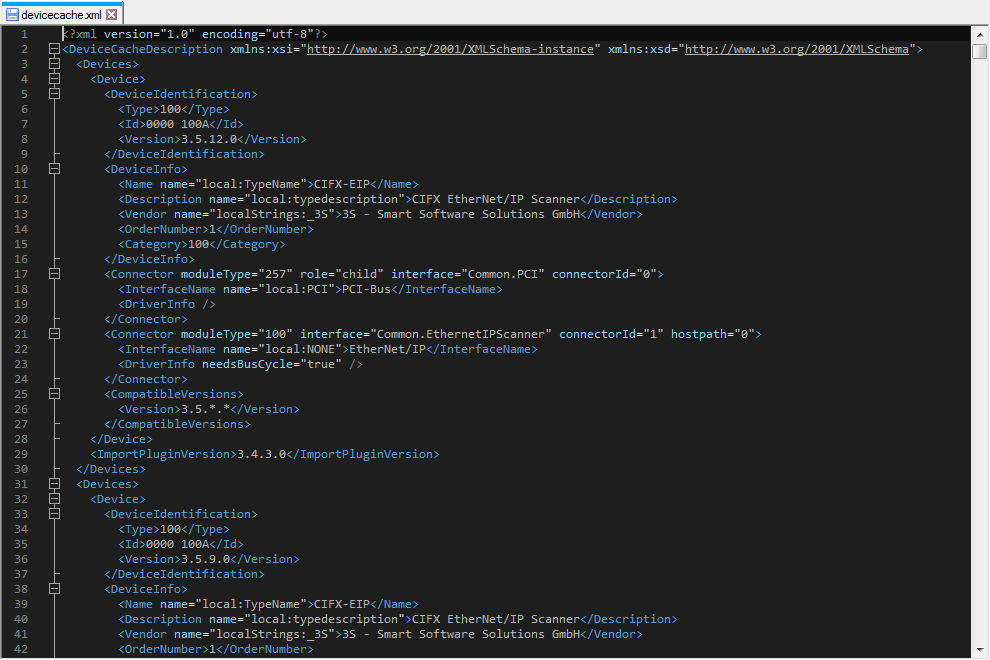 devicecache.xml
1 <?xml version="1.0" encoding="utf-8"?>
2 <DeviceCacheDescription xmlns:xsi="http://www.w3.org/2001/XMLSchema-instance" xmlns:xsd="http://www.w3.org/2001/XMLSchema">
3 <Devices>
4 <Device>
5 <DeviceIdentification>
6 <Type>100</Type>
7 <Id>0000 100A</Id>
8 <Version>3.5.12.0</Version>
9 </DeviceIdentification>
10 <DeviceInfo>
11 <Name name="local:TypeName">CIFX-EIP</Name>
12 <Description name="local:typedescription">CIFX EtherNet/IP Scanner</Description>
13 <Vendor name="localStrings:_3S">3S - Smart Software Solutions GmbH</Vendor>
14 <OrderNumber>1</OrderNumber>
15 <Category>100</Category>
16 </DeviceInfo>
17 <Connector moduleType="257" role="child" interface="Common.PCI" connectorId="0">
18 <InterfaceName name="local:PCI">PCI-Bus</InterfaceName>
19 <DriverInfo />
20 </Connector>
21 <Connector moduleType="100" interface="Common.EthernetIPScanner" connectorId="1" hostpath="0">
22 <InterfaceName name="local:NONE">EtherNet/IP</InterfaceName>
23 <DriverInfo needsBusCycle="true" />
24 </Connector>
25 <CompatibleVersions>
26 <Version>3.5.*.*</Version>
27 </CompatibleVersions>
28 </Device>
29 <ImportPluginVersion>3.4.3.0</ImportPluginVersion>
30 </Devices>
31 <Devices>
32 <Device>
33 <DeviceIdentification>
34 <Type>100</Type>
35 <Id>0000 100A</Id>
36 <Version>3.5.9.0</Version>
37 </DeviceIdentification>
38 <DeviceInfo>
39 <Name name="local:TypeName">CIFX-EIP</Name>
40 <Description name="local:typedescription">CIFX EtherNet/IP Scanner</Description>
41 <Vendor name="localStrings:_3S">3S - Smart Software Solutions GmbH</Vendor>
42 <OrderNumber>1</OrderNumber>